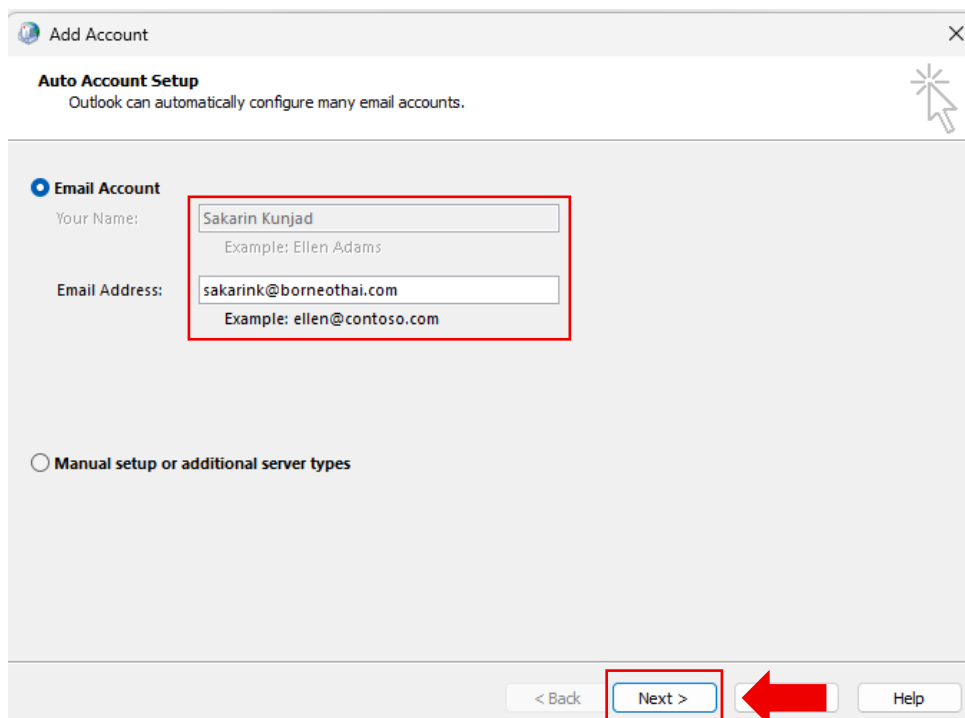 Add Account
Auto Account Setup
Outlook can automatically configure many email accounts.
Email Account
Your Name: Sakarin Kunjad
Example: Ellen Adams
Email Address: sakarink@borneothai.com
Example: ellen@contoso.com
Manual setup or additional server types
< Back Next > Help